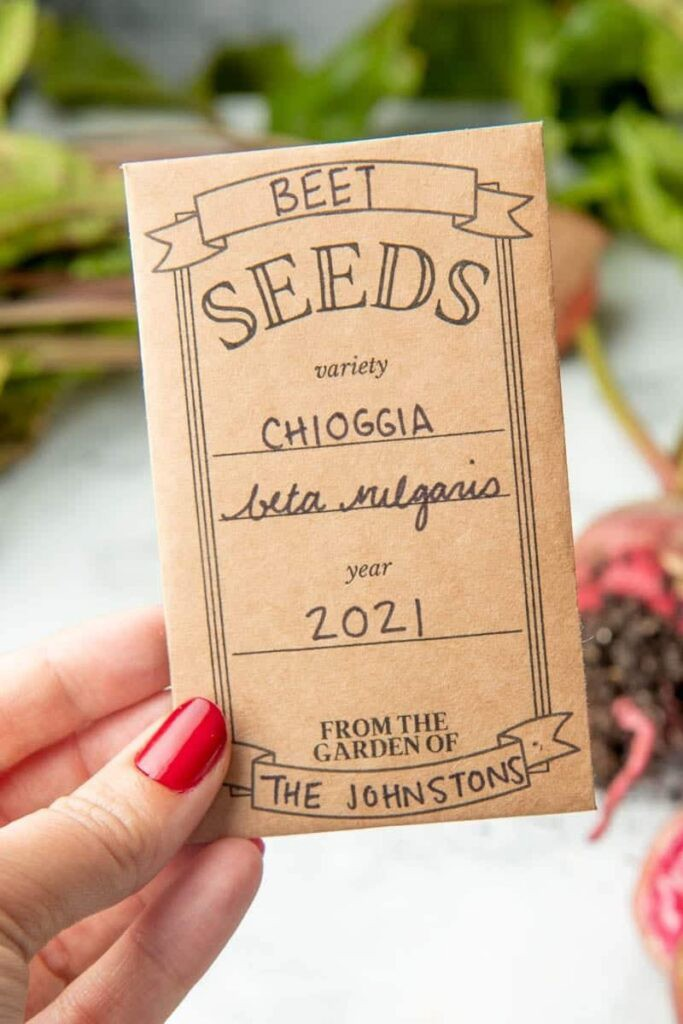 BEET
SEEDS
variety
CHIOGGIA
beta vulgaris
year
2021
FROM THE
GARDEN OF
THE JOHNSTONS